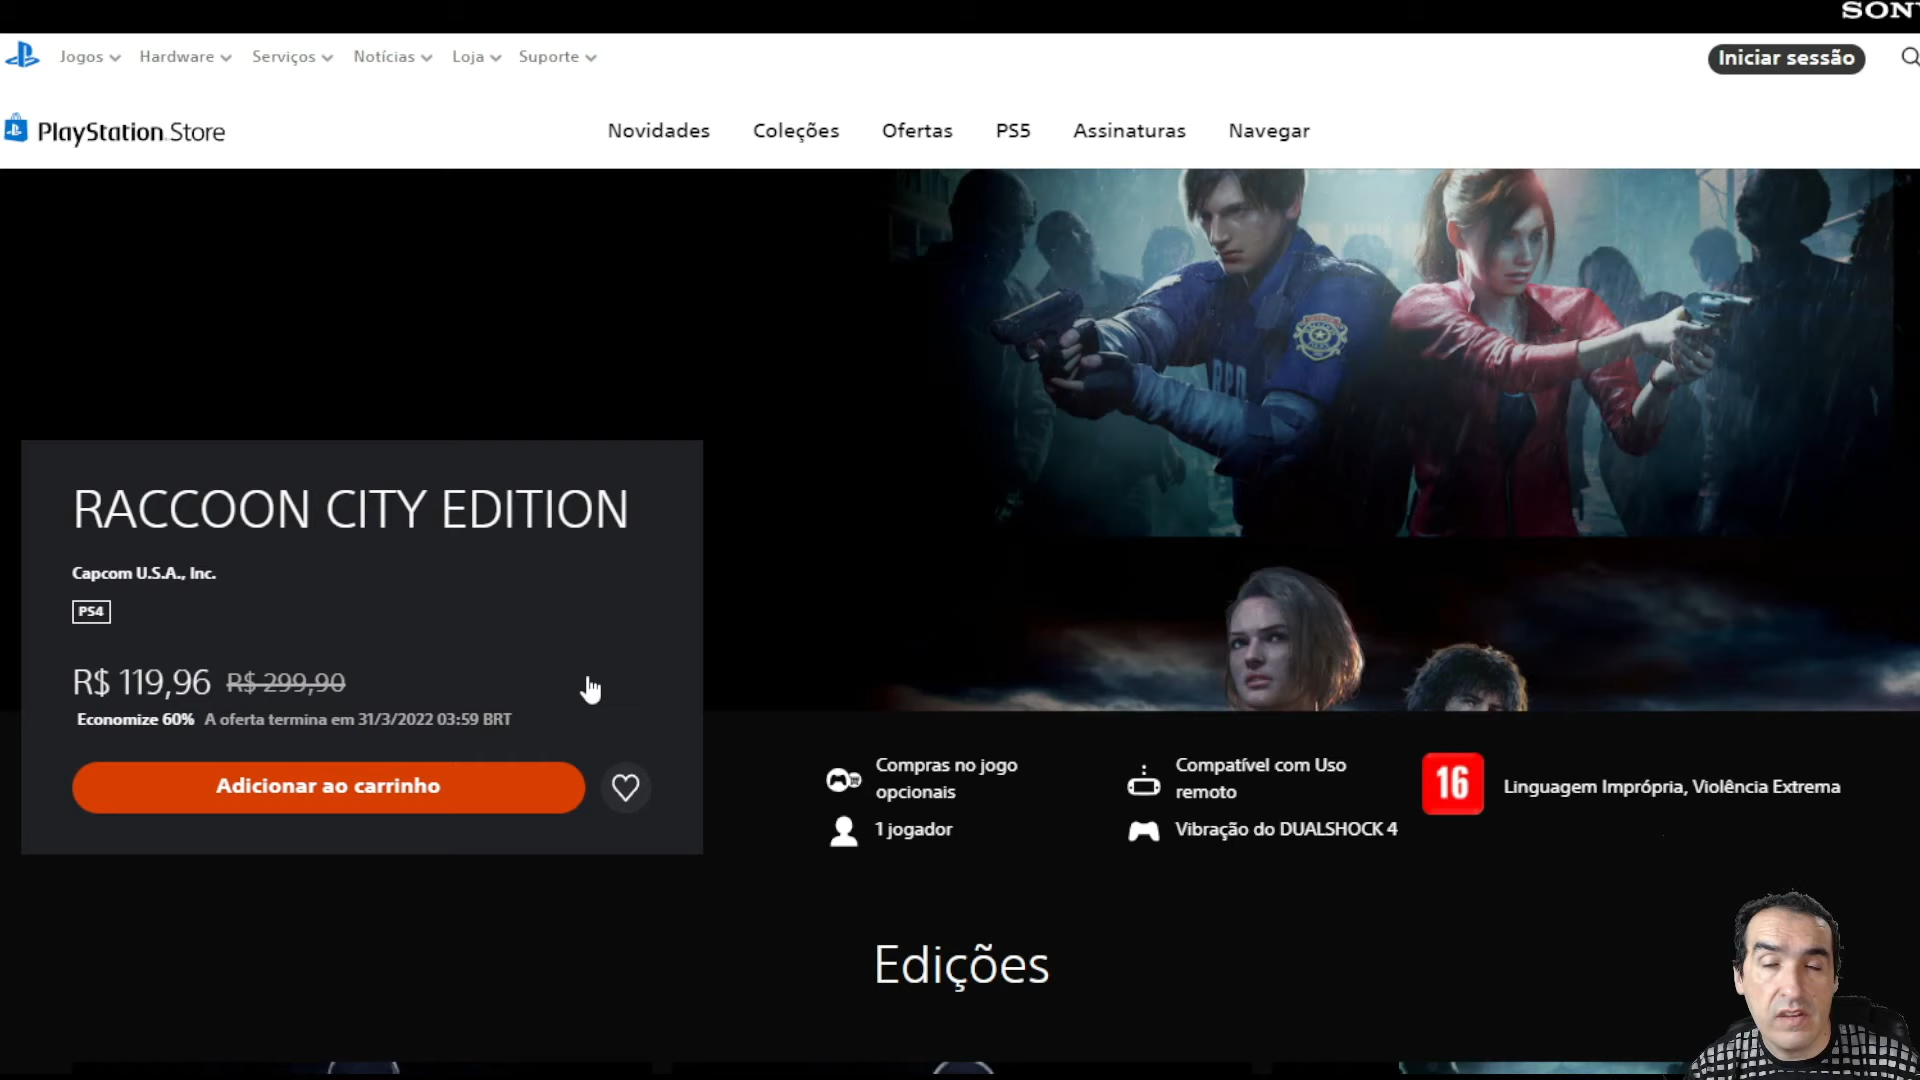 SONY
Jogos Hardware Serviços Notícias Loja Suporte
Iniciar sessão
PlayStation Store
Novidades Coleções Ofertas PS5 Assinaturas Navegar
RPD
RACCOON CITY EDITION
Capcom U.S.A., Inc.
PS4
R$ 119,96 R$ 299,90
Economize 60% A oferta termina em 31/3/2022 03:59 BRT
Adicionar ao carrinho
Compras no jogo
opcionais
1 jogador
Compatível com Uso
remoto
Vibração do DUALSHOCK 4
16
Linguagem Imprópria, Violência Extrema
Edições